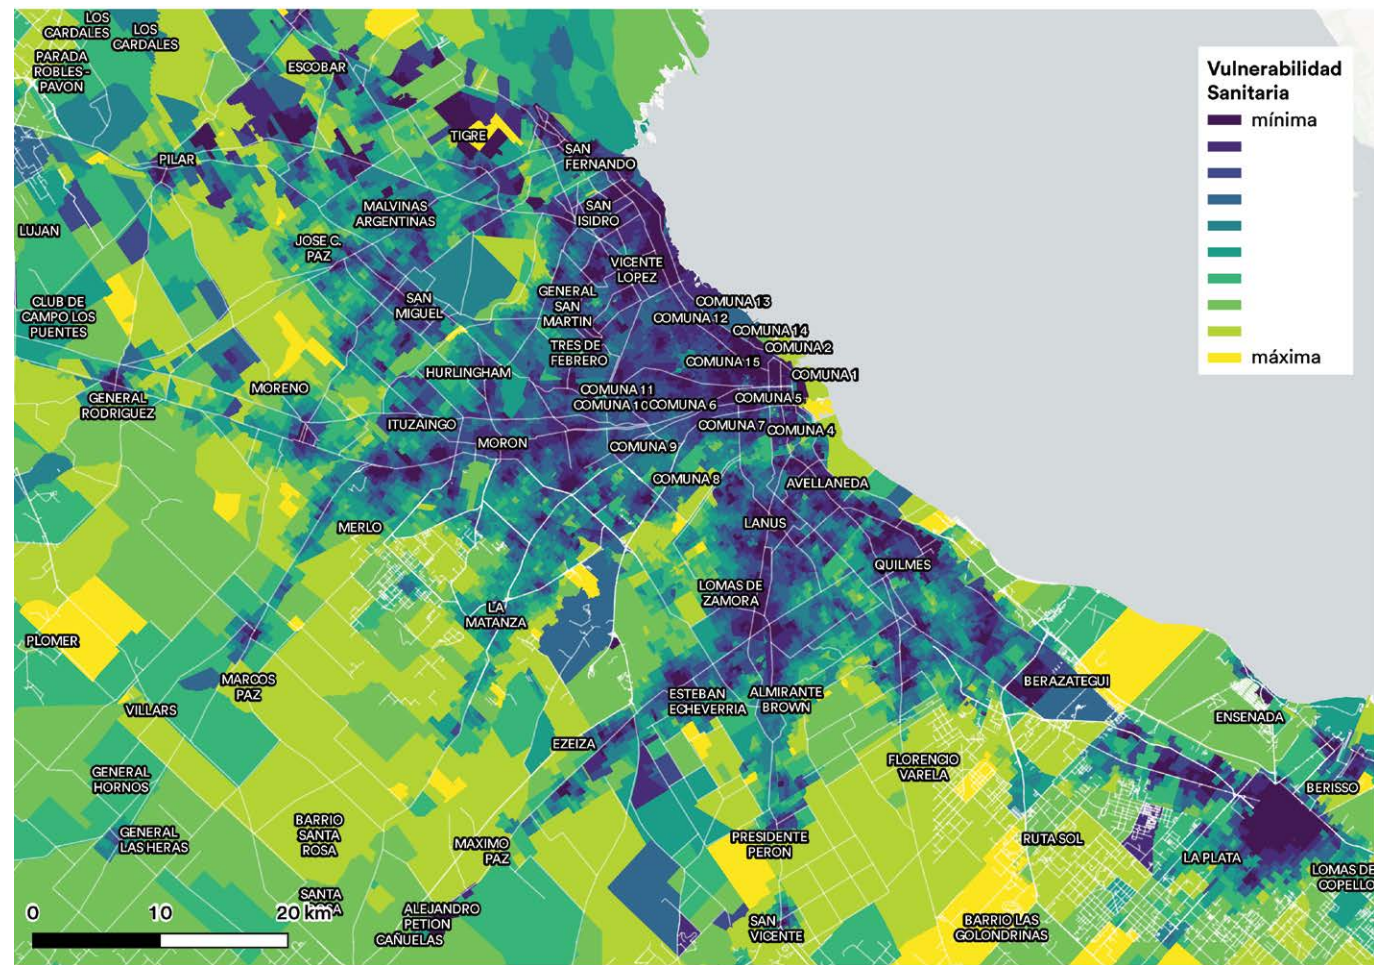 LOS
CARDALES
LOS
CARDALES
PARADA
ROBLES -
PAVON
ESCOBAR
TIGRE
PILAR
SAN
FERNANDO
LUJAN
MALVINAS
ARGENTINAS
SAN
ISIDRO
JOSE C.
PAZ
VICENTE
LOPEZ
CLUB DE
CAMPO LOS
PUENTES
SAN
MIGUEL
GENERAL
SAN
MARTIN
COMUNA 13
COMUNA 12
COMUNA 14
COMUNA 2
TRES DE
FEBRERO
COMUNA 15
COMUNA 1
HURLINGHAM
MORENO
GENERAL
RODRIGUEZ
COMUNA 11
COMUNA 10
COMUNA 6
COMUNA 5
ITUZAINGO
COMUNA 7
COMUNA 4
MORON
COMUNA 9
COMUNA 8
AVELLANEDA
MERLO
LANUS
QUILMES
LOMAS DE
ZAMORA
LA
MATANZA
PLOMER
MARCOS
PAZ
BERAZATEGUI
VILLARS
ESTEBAN
ECHEVERRIA
ALMIRANTE
BROWN
ENSENADA
EZEIZA
FLORENCIO
VARELA
GENERAL
HORNOS
BERISSO
BARRIO
SANTA
ROSA
GENERAL
LAS HERAS
MAXIMO
PAZ
PRESIDENTE
PERON
RUTA SOL
LA PLATA
LOMAS DE
COPELLO
SANTA
ROSA
ALEJANDRO
PETION
CAÑUELAS
SAN
VICENTE
BARRIO LAS
GOLONDRINAS
0 10 20 km
Vulnerabilidad
Sanitaria
mínima
máxima